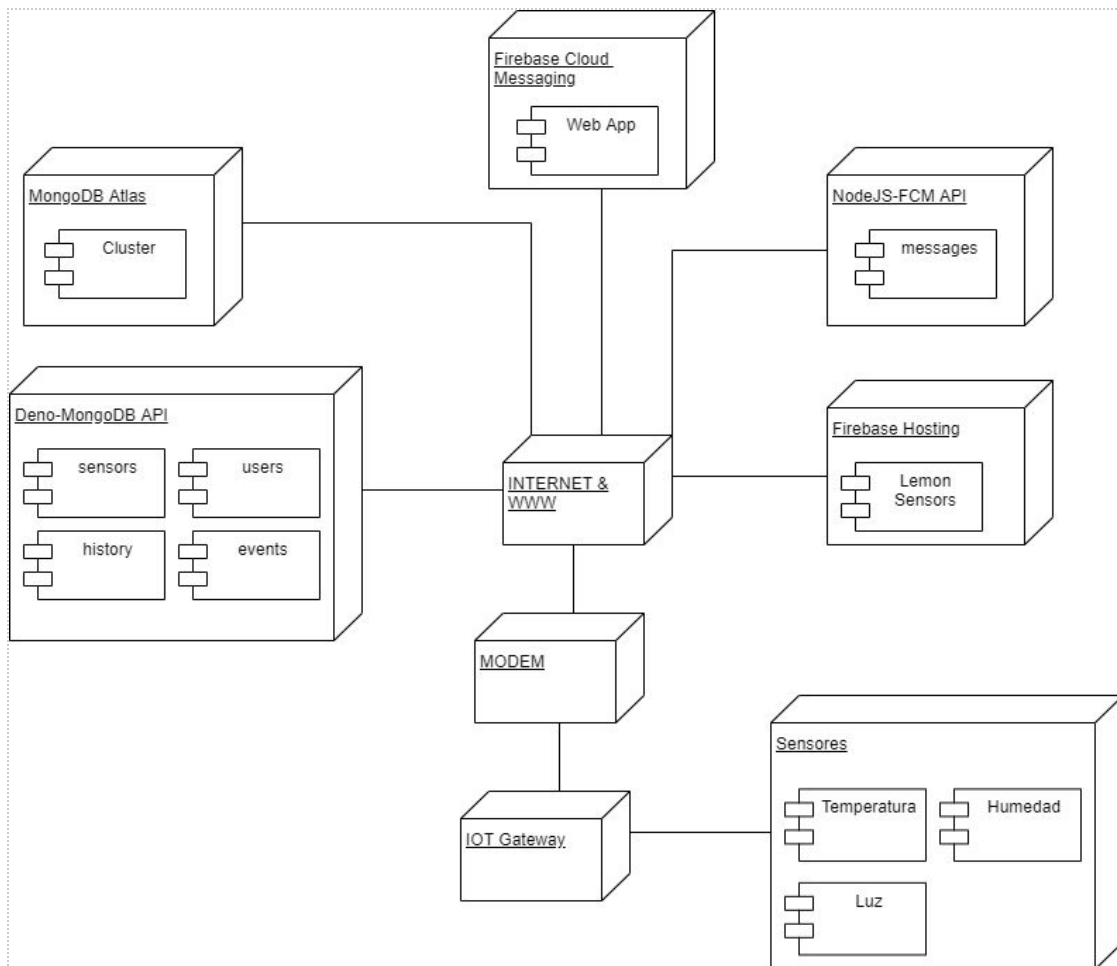 Firebase Cloud
Messaging
Web App
MongoDB Atlas
Cluster
NodeJS-FCM API
messages
Deno-MongoDB API
sensors
users
history
events
INTERNET &
WWW
Firebase Hosting
Lemon
Sensors
MODEM
IOT Gateway
Sensores
Temperatura
Humedad
Luz